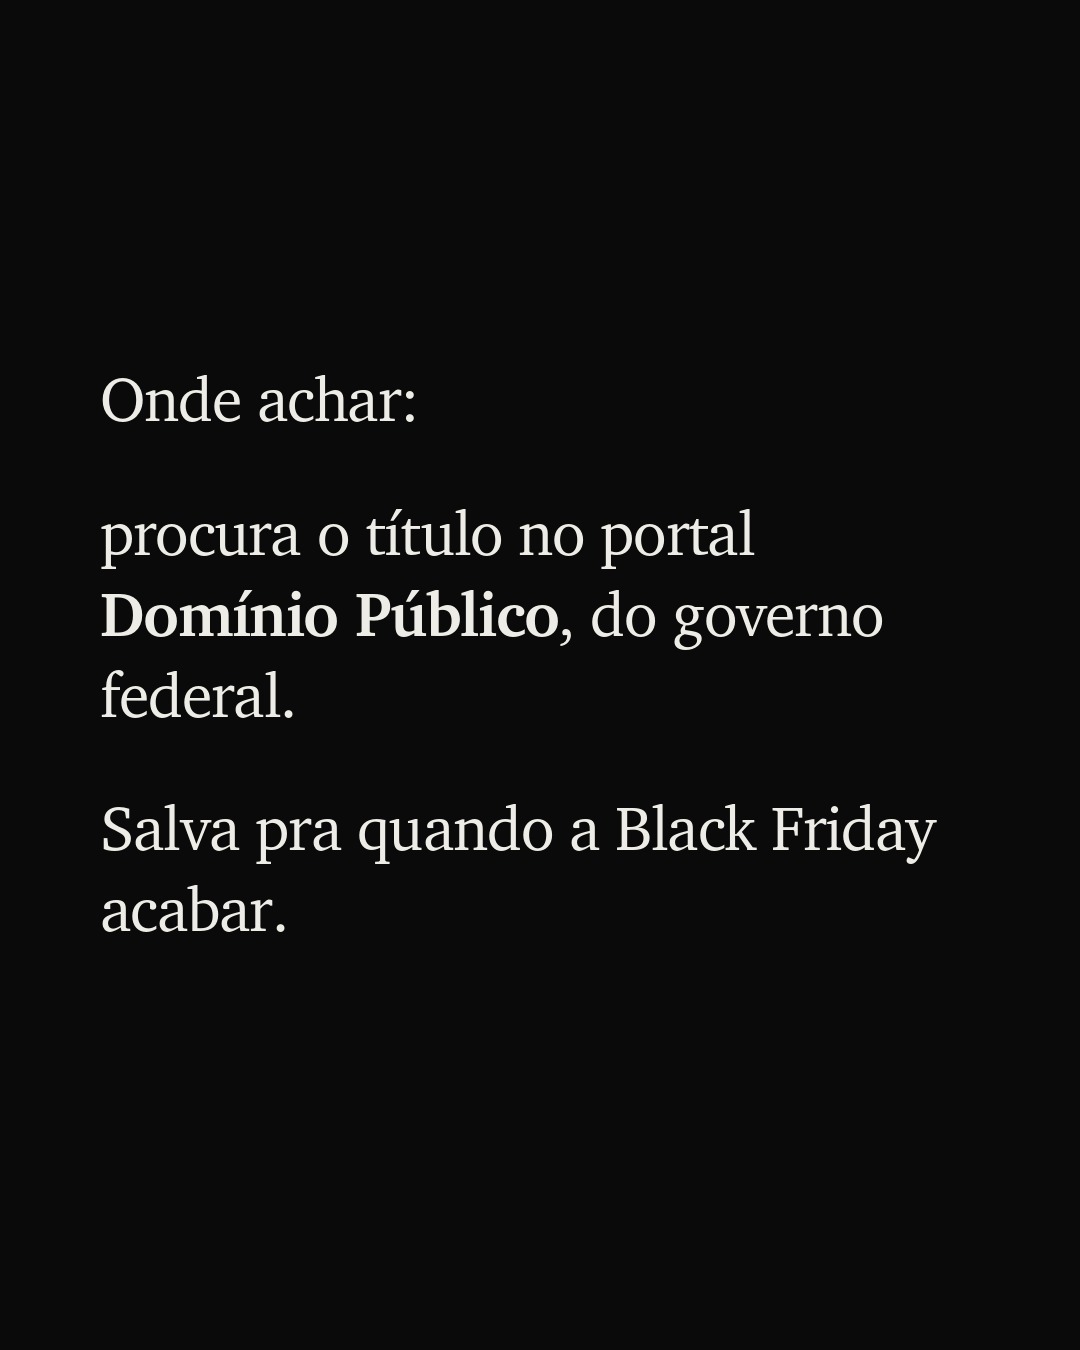 Onde achar:
procura o título no portal
Domínio Público, do governo
federal.
Salva pra quando a Black Friday
acabar.